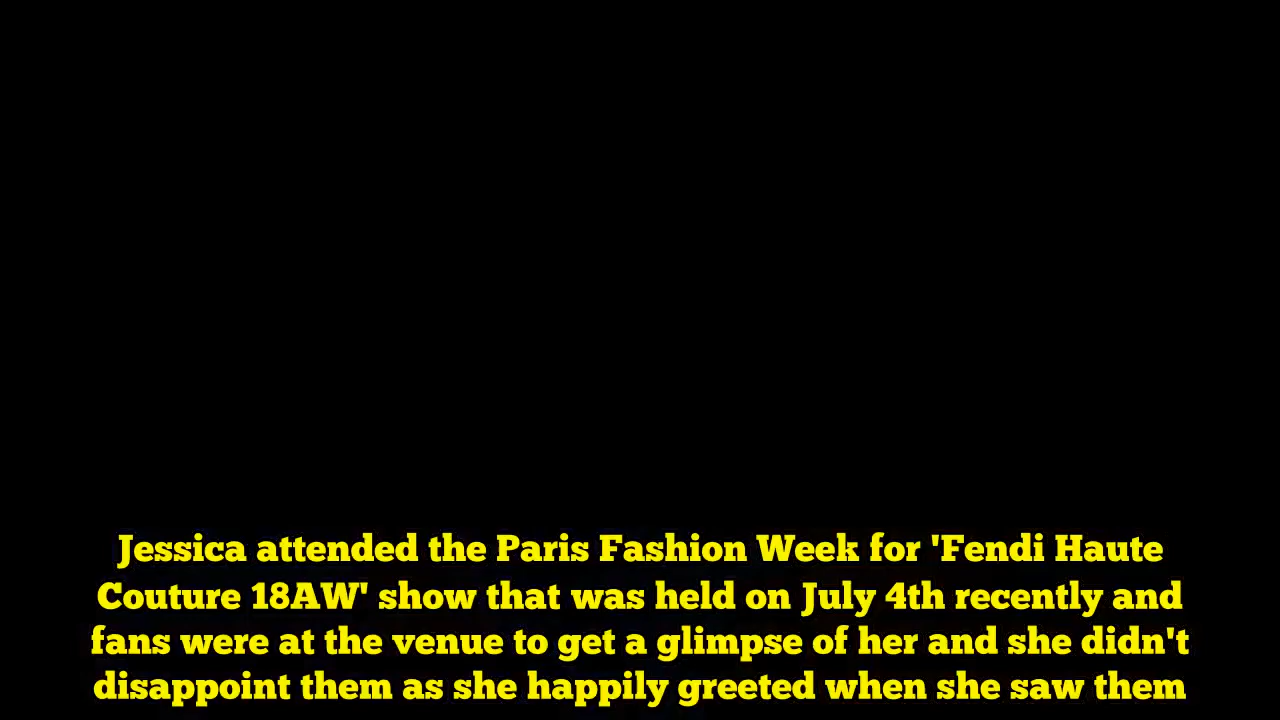 Jessica attended the Paris Fashion Week for 'Fendi Haute
Couture 18AW' show that was held on July 4th recently and
fans were at the venue to get a glimpse of her and she didn't
disappoint them as she happily greeted when she saw them